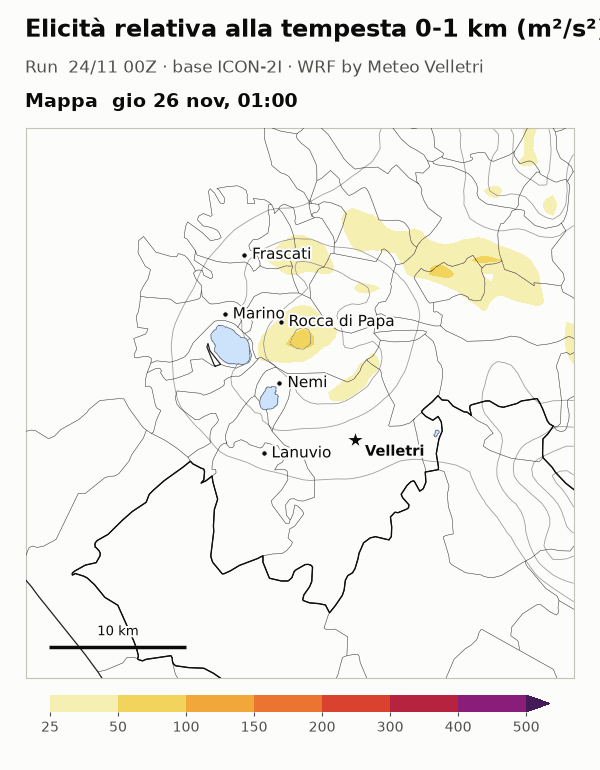 Elicità relativa alla tempesta 0-1 km (m²/s²)
Run 24/11 00Z · base ICON-2I · WRF by Meteo Velletri
Mappa gio 26 nov, 01:00
Frascati
Marino
Rocca di Papa
Nemi
Velletri
Lanuvio
10 km
25 50 100 150 200 300 400 500